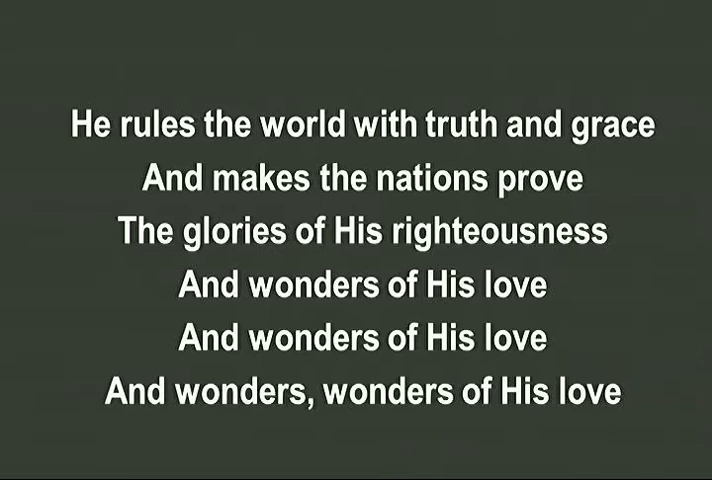 He rules the world with truth and grace
And makes the nations prove
The glories of His righteousness
And wonders of His love
And wonders of His love
And wonders, wonders of His love